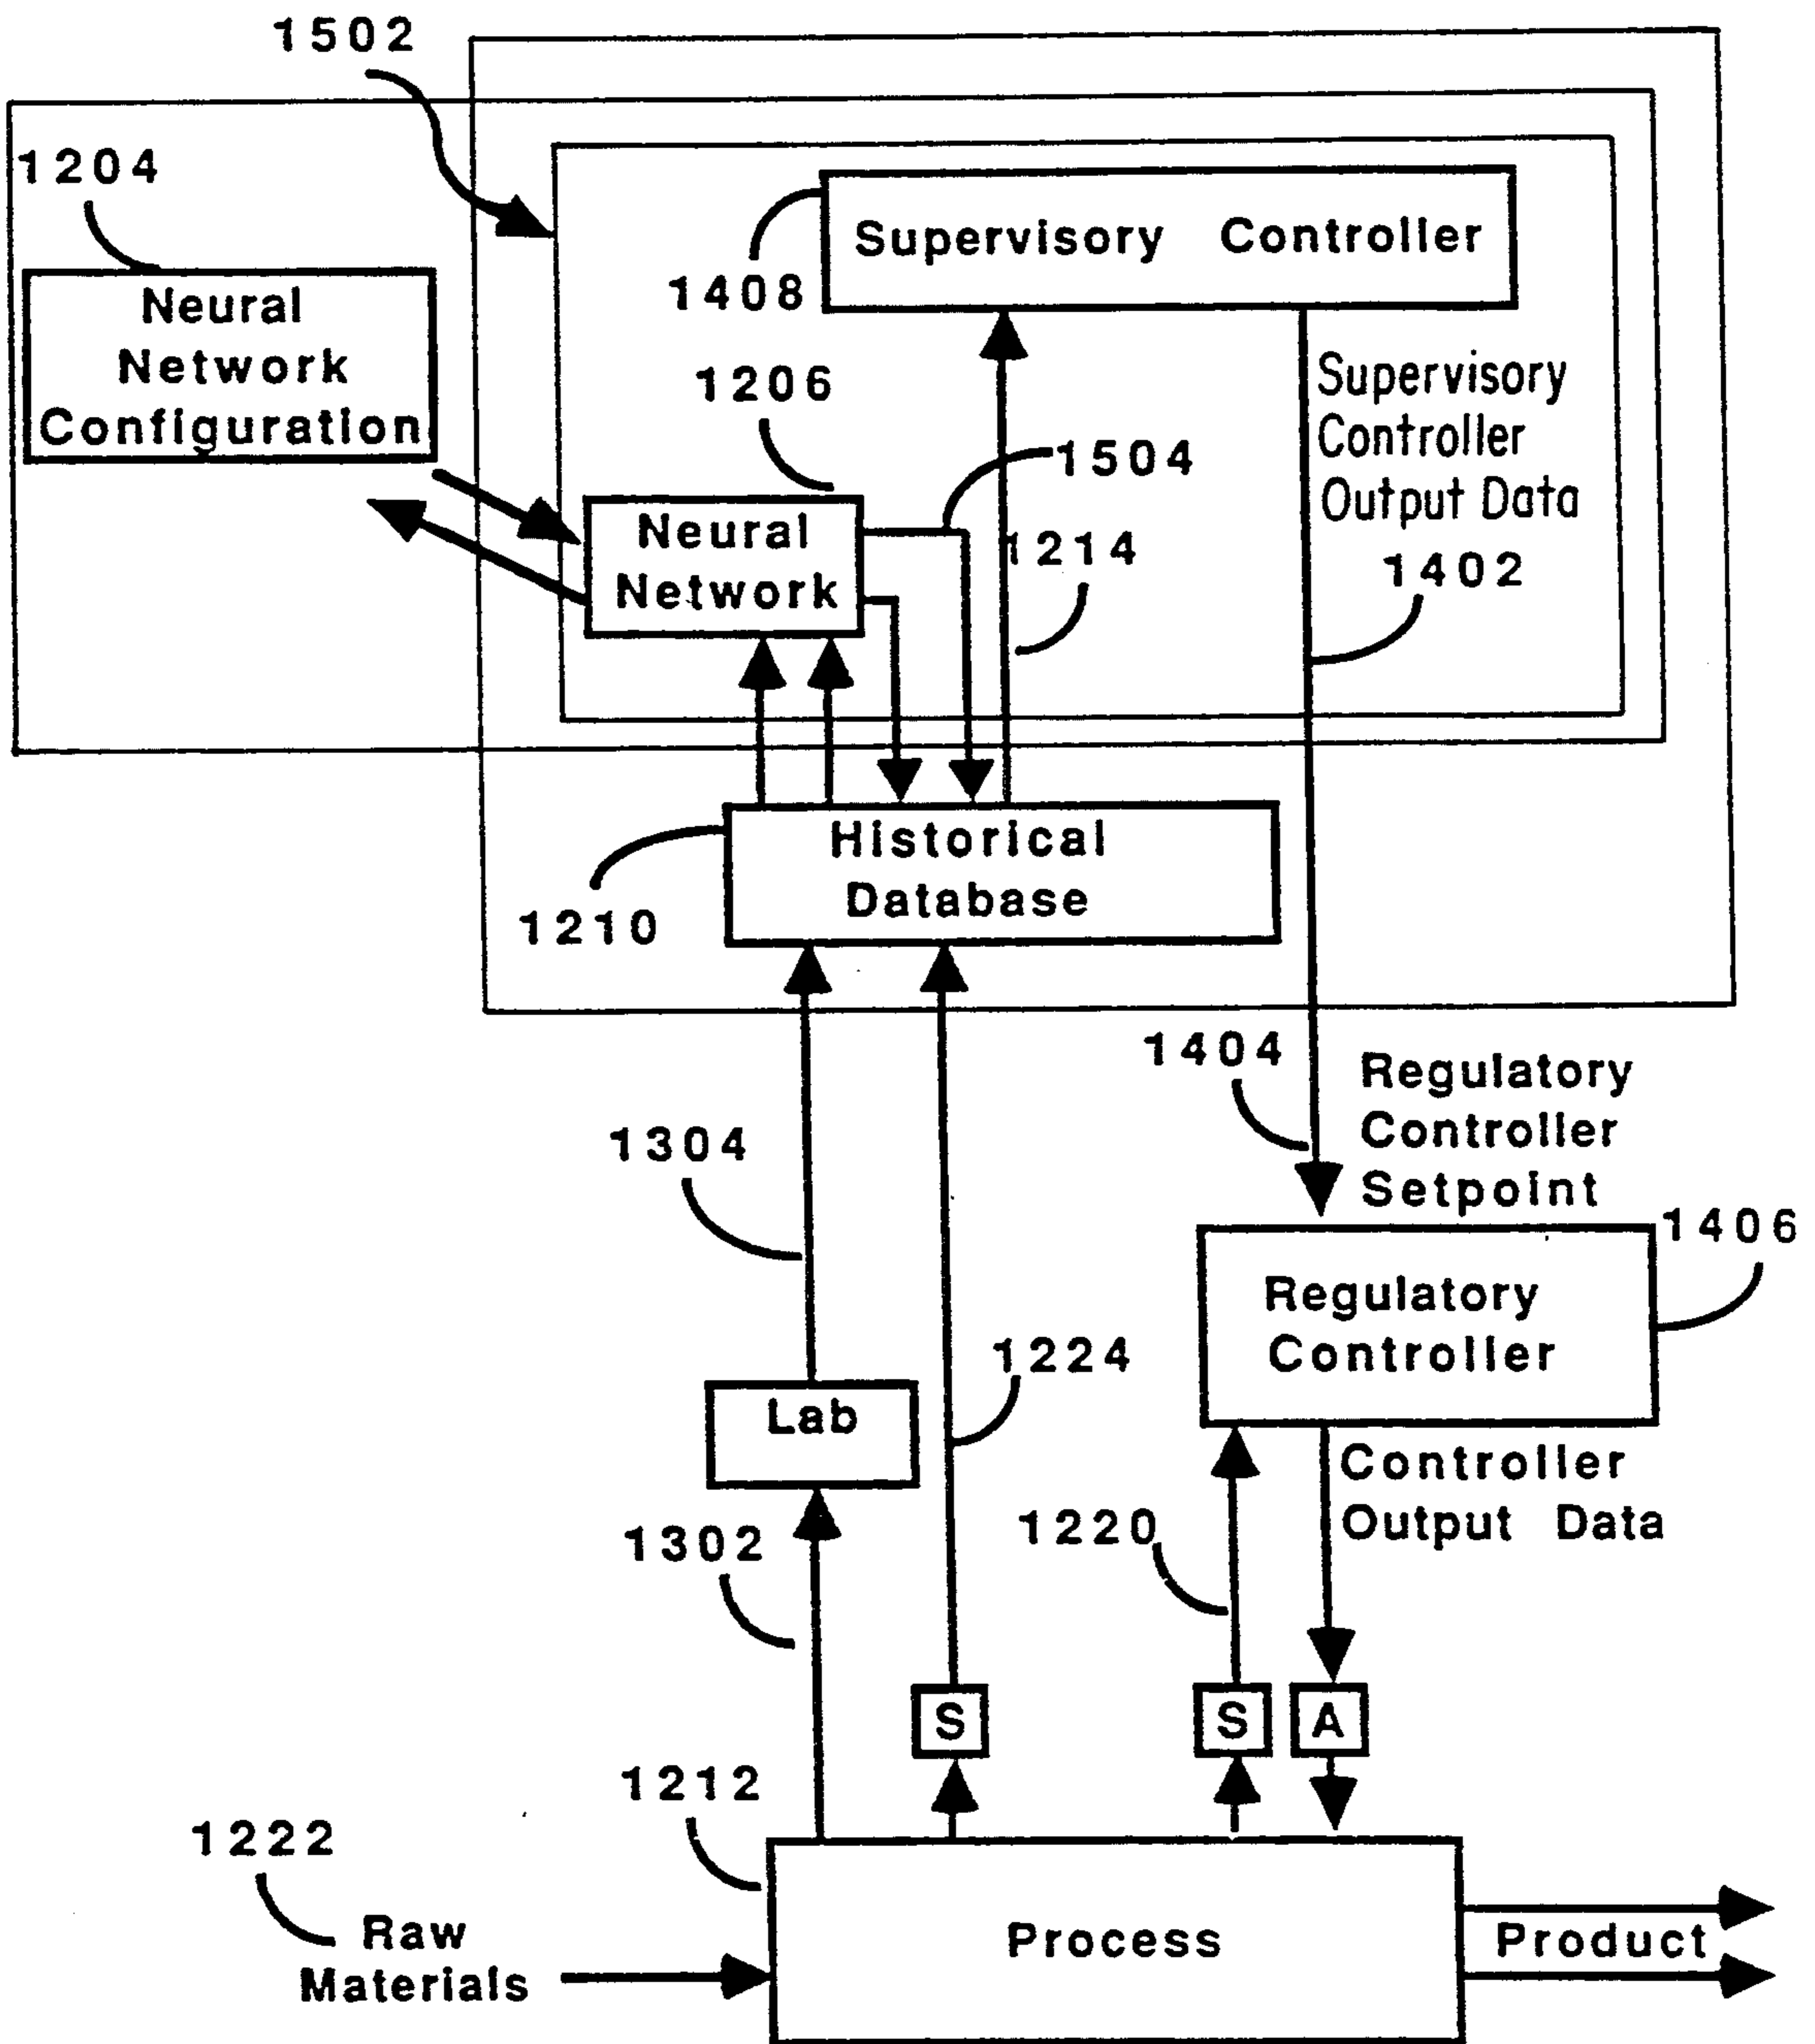 1502
1204
Supervisory Controller
1408
Neural
Network
Configuration
1206
Supervisory
Controller
Output Data
1504
Neural
Network
1214
1402
Historical
Database
1210
1404
Regulatory
Controller
Setpoint
1304
1406
Regulatory
Controller
1224
Lab
Controller
Output Data
1302
1220
S
S
A
1212
1222
Raw
Materials
Process
Product